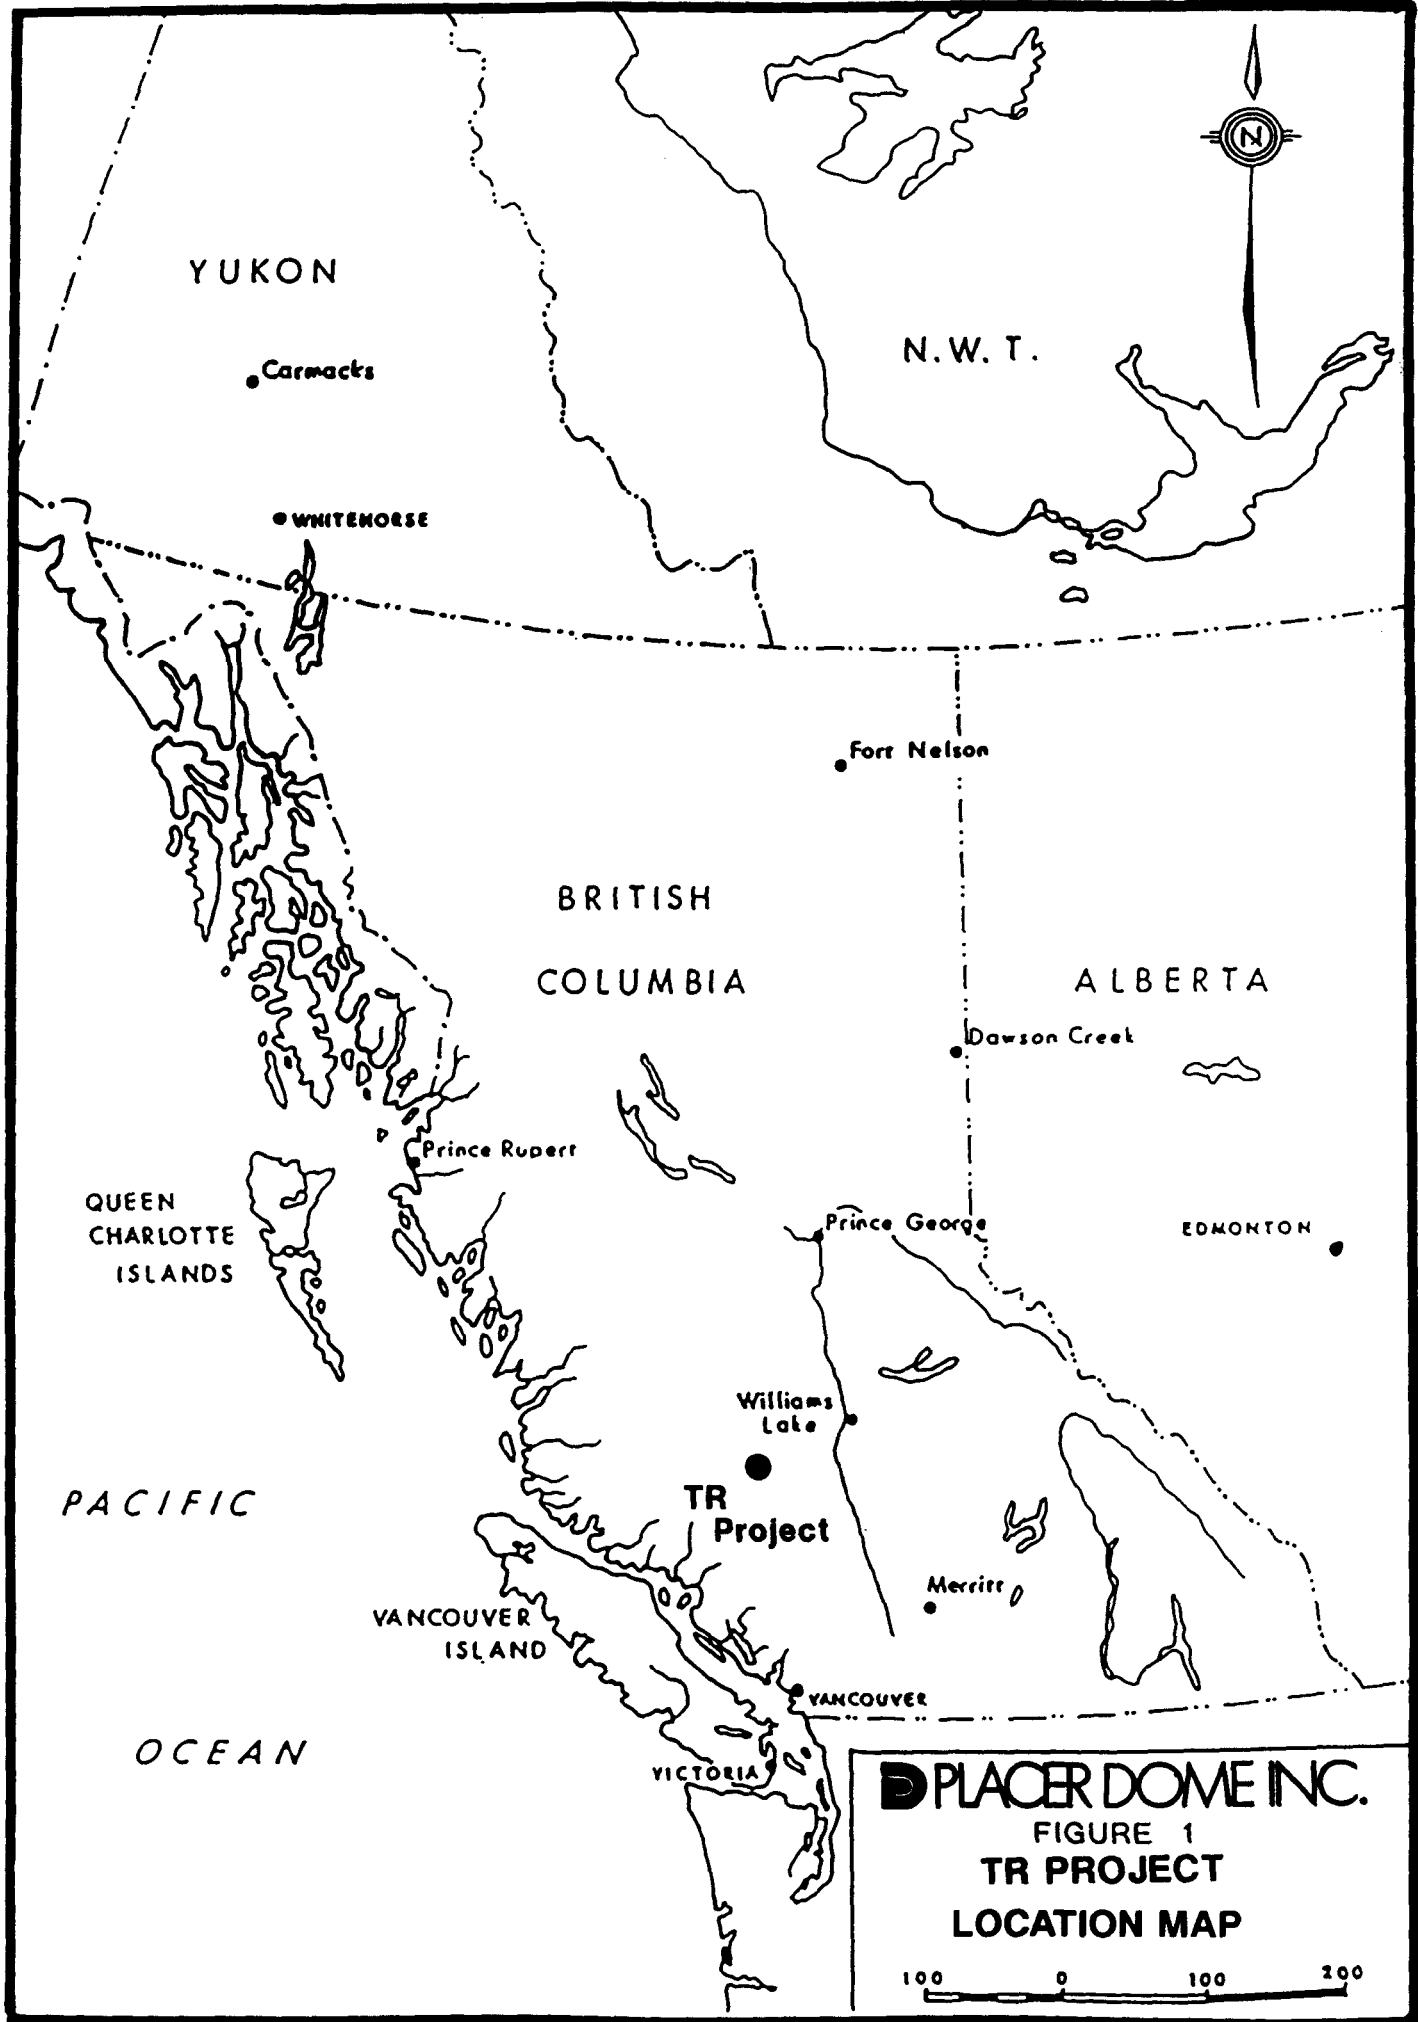 N
YUKON
N.W.T.
Carmacks
WHITEHORSE
Fort Nelson
BRITISH
COLUMBIA
ALBERTA
Dawson Creek
Prince Rupert
QUEEN
CHARLOTTE
ISLANDS
Prince George
EDMONTON
Williams
Lake
TR
Project
PACIFIC
Merritt
VANCOUVER
ISLAND
VANCOUVER
OCEAN
VICTORIA
PLACER DOME INC.
FIGURE 1
TR PROJECT
LOCATION MAP
100 0 100 200